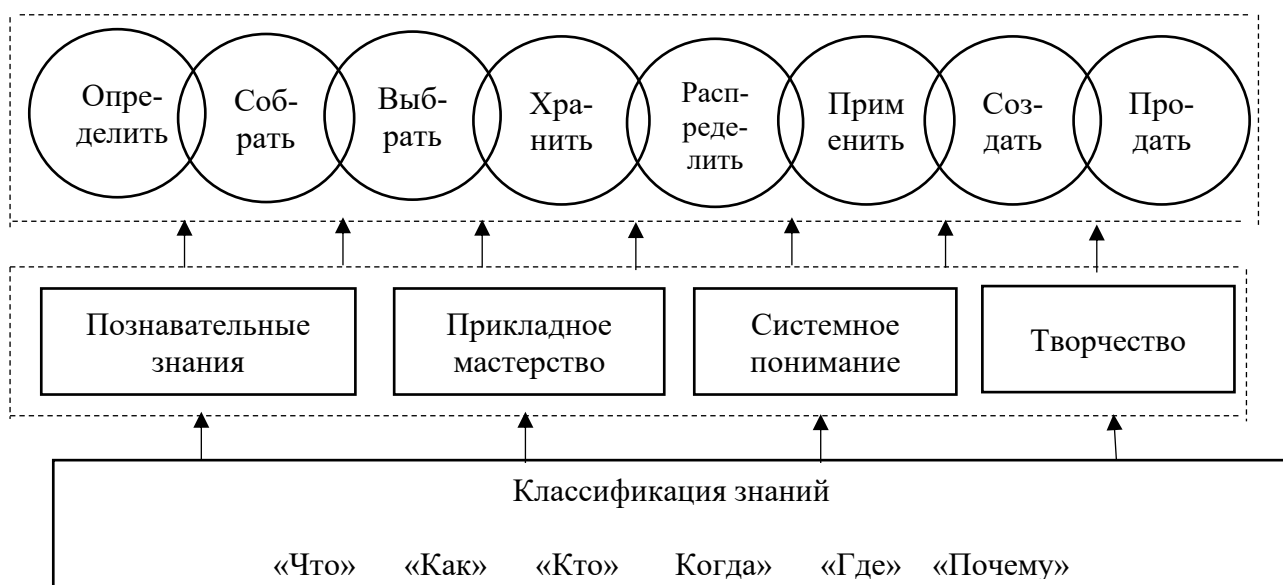 Опре-
делить
Соб-
рать
Выб-
рать
Хра-
нить
Расп-
реде-
лить
Прим
енить
Соз-
дать
Про-
дать
Познавательные
знания
Прикладное
мастерство
Системное
понимание
Творчество
Классификация знаний
«Что» «Как» «Кто» Когда» «Где» «Почему»